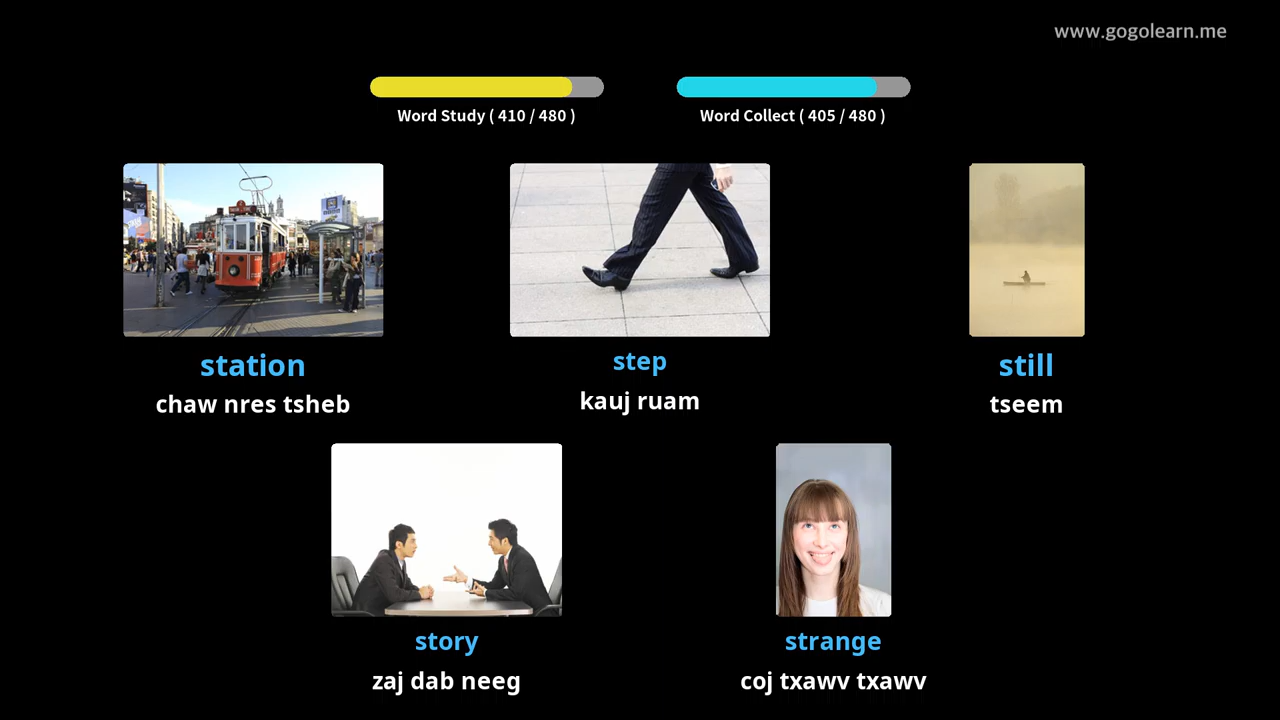 www.gogolearn.me
Word Study ( 410 / 480 )
Word Collect ( 405 / 480 )
station
step
still
chaw nres tsheb
kauj ruam
tseem
story
strange
zaj dab neeg
coj txawv txawv